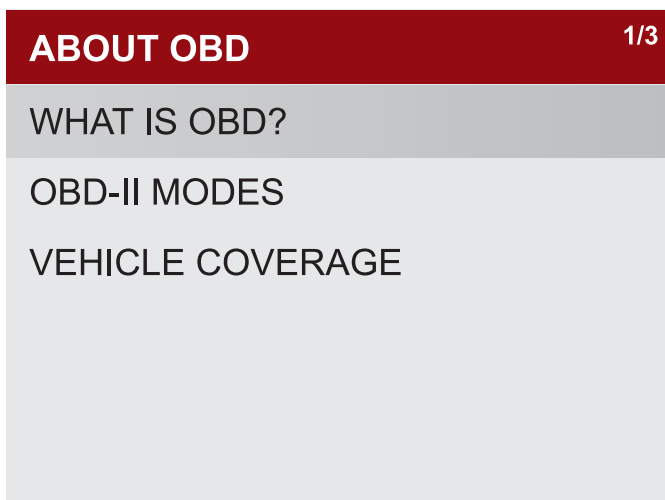 ABOUT OBD 1/3
WHAT IS OBD?
OBD-II MODES
VEHICLE COVERAGE